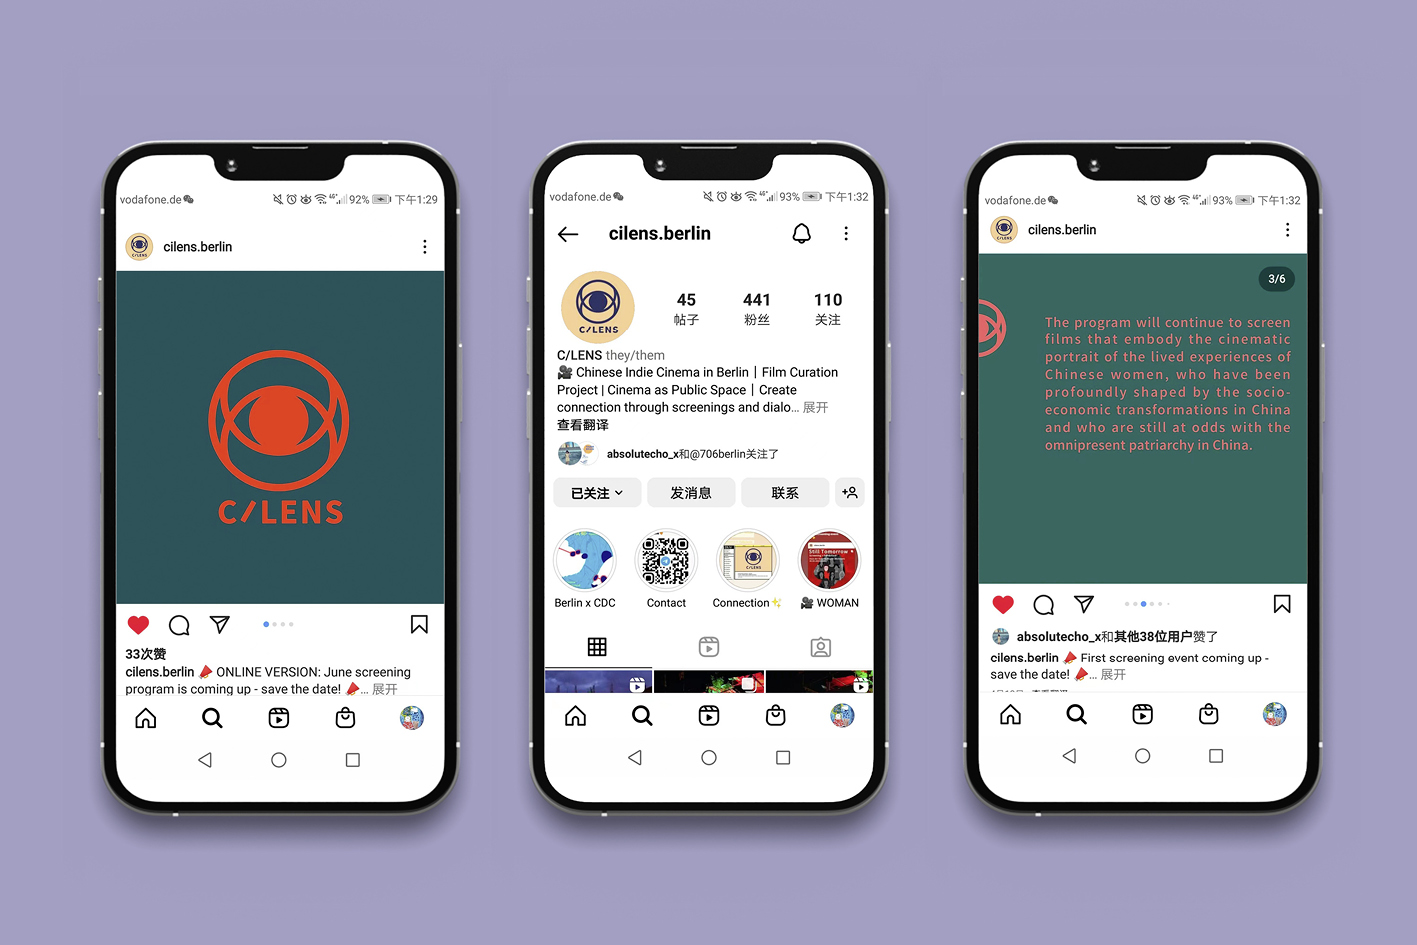 vodafone.de
4G 92% 下午1:29
cilens.berlin
C/LENS
C/LENS
33次赞
cilens.berlin 📣 ONLINE VERSION: June screening
program is coming up - save the date! 📣... 展开
vodafone.de
4G 93% 下午1:32
cilens.berlin
C/LENS
45 441 110
帖子 粉丝 关注
C/LENS they/them
🎥 Chinese Indie Cinema in Berlin | Film Curation
Project | Cinema as Public Space | Create
connection through screenings and dialo... 展开
查看翻译
absolutecho_x和@706berlin关注了
已关注 发消息 联系
C/LENS
Still Tomorrow
Berlin x CDC Contact Connection✨ 🎥 WOMAN
vodafone.de
4G 93% 下午1:32
cilens.berlin
C/LENS
3/6
The program will continue to screen
films that embody the cinematic
portrait of the lived experiences of
Chinese women, who have been
profoundly shaped by the socio-
economic transformations in China
and who are still at odds with the
omnipresent patriarchy in China.
absolutecho_x和其他38位用户赞了
cilens.berlin 📣 First screening event coming up -
save the date! 📣... 展开